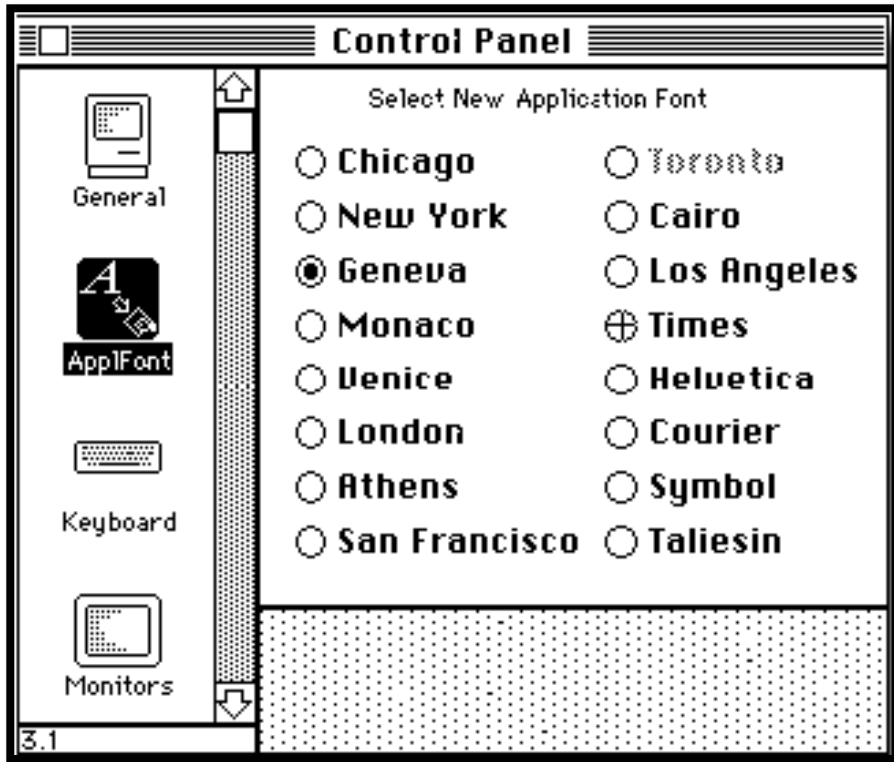 Control Panel
General
ApplFont
Keyboard
Monitors
3.1
Select New Application Font
Chicago
Toronto
New York
Cairo
Geneva
Los Angeles
Monaco
Times
Venice
Helvetica
London
Courier
Athens
Symbol
San Francisco
Taliesin